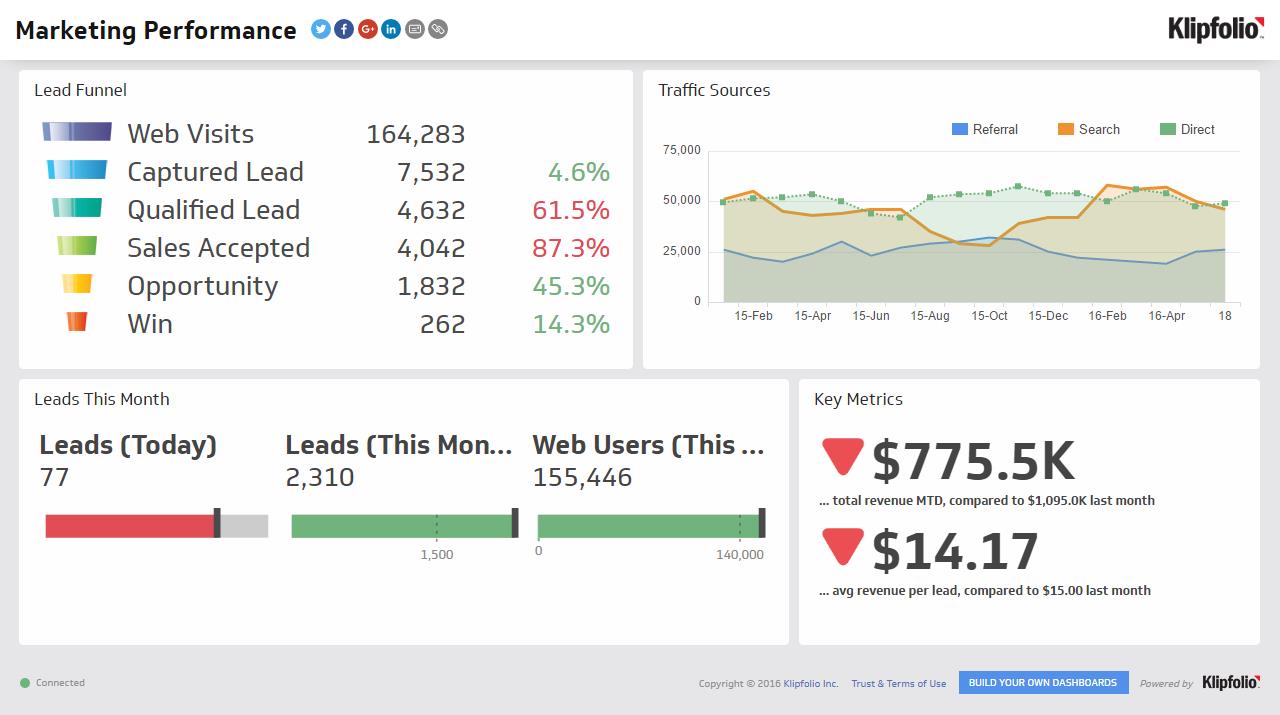 Marketing Performance
Klipfolio
Lead Funnel
Web Visits 164,283
Captured Lead 7,532 4.6%
Qualified Lead 4,632 61.5%
Sales Accepted 4,042 87.3%
Opportunity 1,832 45.3%
Win 262 14.3%
Traffic Sources
Referral Search Direct
75,000
50,000
25,000
0
15-Feb 15-Apr 15-Jun 15-Aug 15-Oct 15-Dec 16-Feb 16-Apr 18
Leads This Month
Leads (Today)
77
Leads (This Mon...
2,310
1,500
Web Users (This ...
155,446
0 140,000
Key Metrics
$775.5K
... total revenue MTD, compared to $1,095.0K last month
$14.17
... avg revenue per lead, compared to $15.00 last month
Connected
Copyright © 2016 Klipfolio Inc. Trust & Terms of Use BUILD YOUR OWN DASHBOARDS Powered by Klipfolio